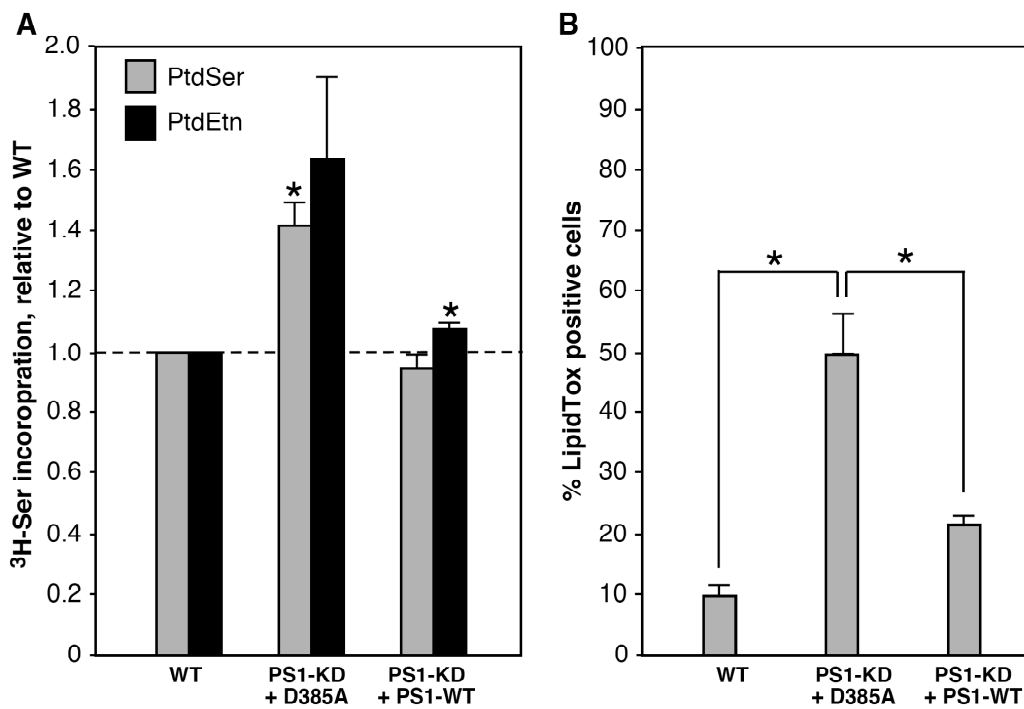 A
2.0
1.8
1.6
1.4
1.2
1.0
0.8
0.6
0.4
0.2
0
³H-Ser incoropration, relative to WT
PtdSer
PtdEtn
*
*
WT
PS1-KD
+ D385A
PS1-KD
+ PS1-WT
B
100
90
80
70
60
50
40
30
20
10
0
% LipidTox positive cells
*
*
WT
PS1-KD
+ D385A
PS1-KD
+ PS1-WT